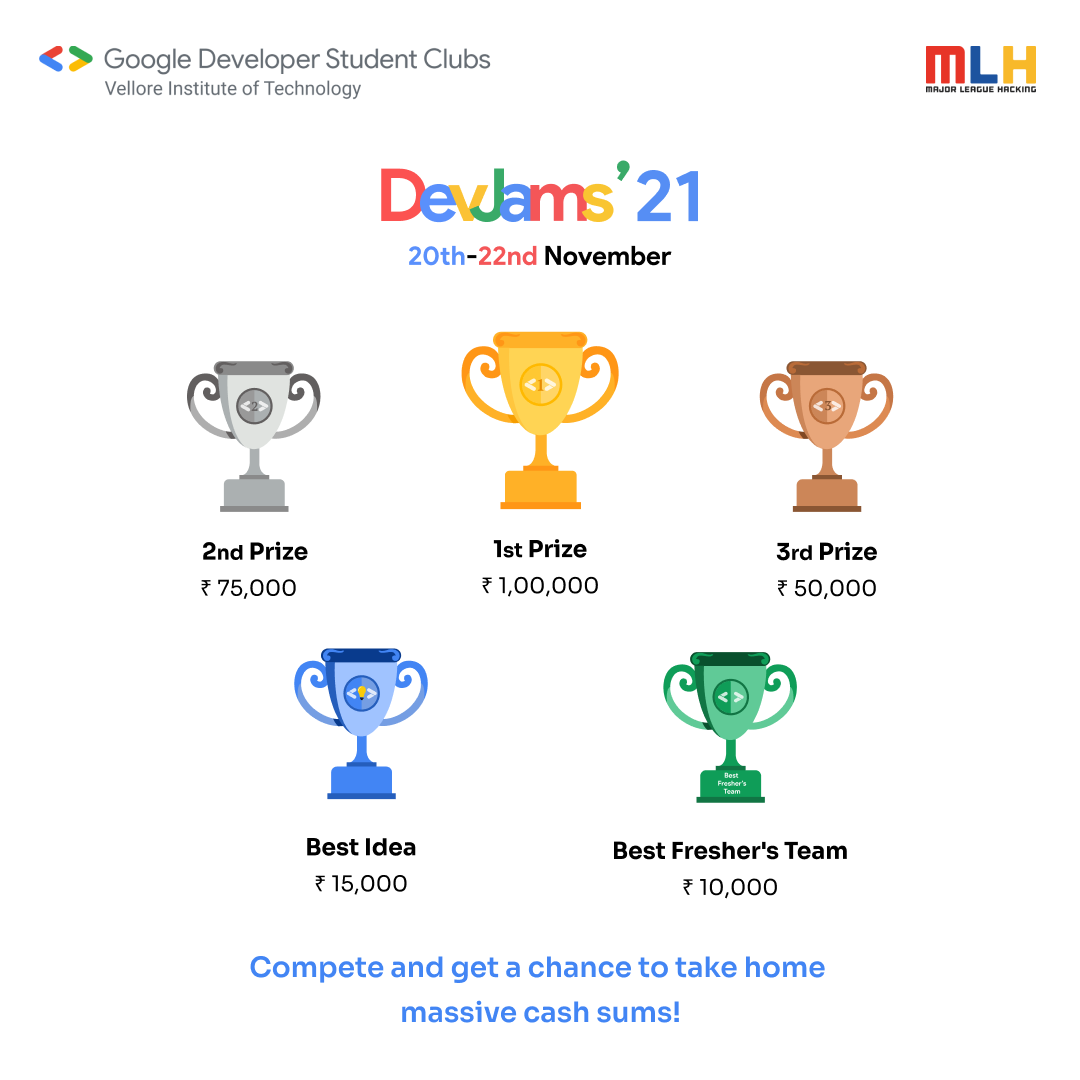 Google Developer Student Clubs
Vellore Institute of Technology
MLH
MAJOR LEAGUE HACKING
DevJams'21
20th-22nd November
<2>
<1>
<3>
2nd Prize
₹ 75,000
1st Prize
₹ 1,00,000
3rd Prize
₹ 50,000
Best
Fresher's
Team
Best Idea
₹ 15,000
Best Fresher's Team
₹ 10,000
Compete and get a chance to take home
massive cash sums!